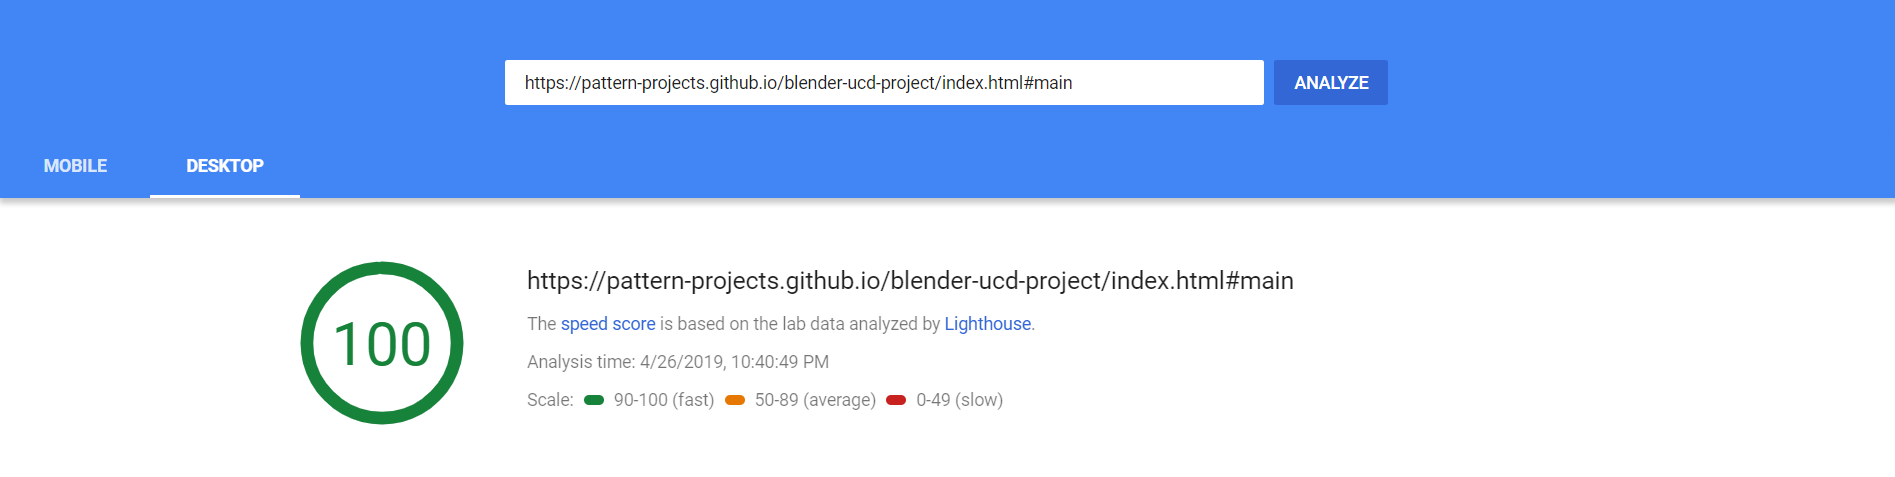 https://pattern-projects.github.io/blender-ucd-project/index.html#main ANALYZE
MOBILE DESKTOP
100
https://pattern-projects.github.io/blender-ucd-project/index.html#main
The speed score is based on the lab data analyzed by Lighthouse.
Analysis time: 4/26/2019, 10:40:49 PM
Scale: 90-100 (fast) 50-89 (average) 0-49 (slow)